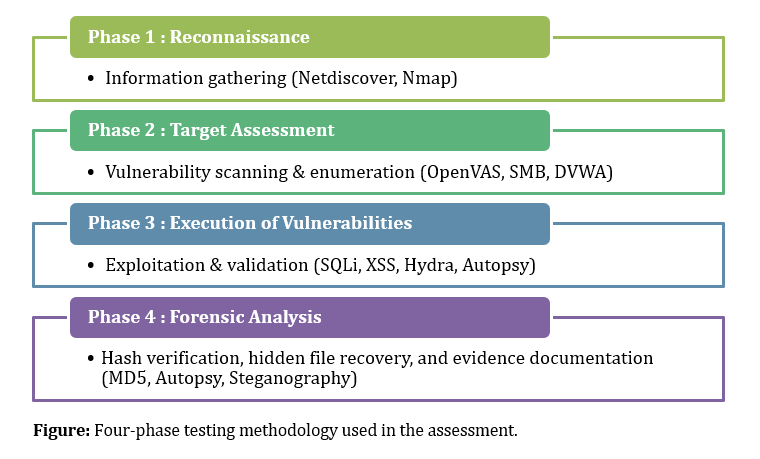 Phase 1 : Reconnaissance
• Information gathering (Netdiscover, Nmap)
Phase 2 : Target Assessment
• Vulnerability scanning & enumeration (OpenVAS, SMB, DVWA)
Phase 3 : Execution of Vulnerabilities
• Exploitation & validation (SQLi, XSS, Hydra, Autopsy)
Phase 4 : Forensic Analysis
• Hash verification, hidden file recovery, and evidence documentation
(MD5, Autopsy, Steganography)
Figure: Four-phase testing methodology used in the assessment.